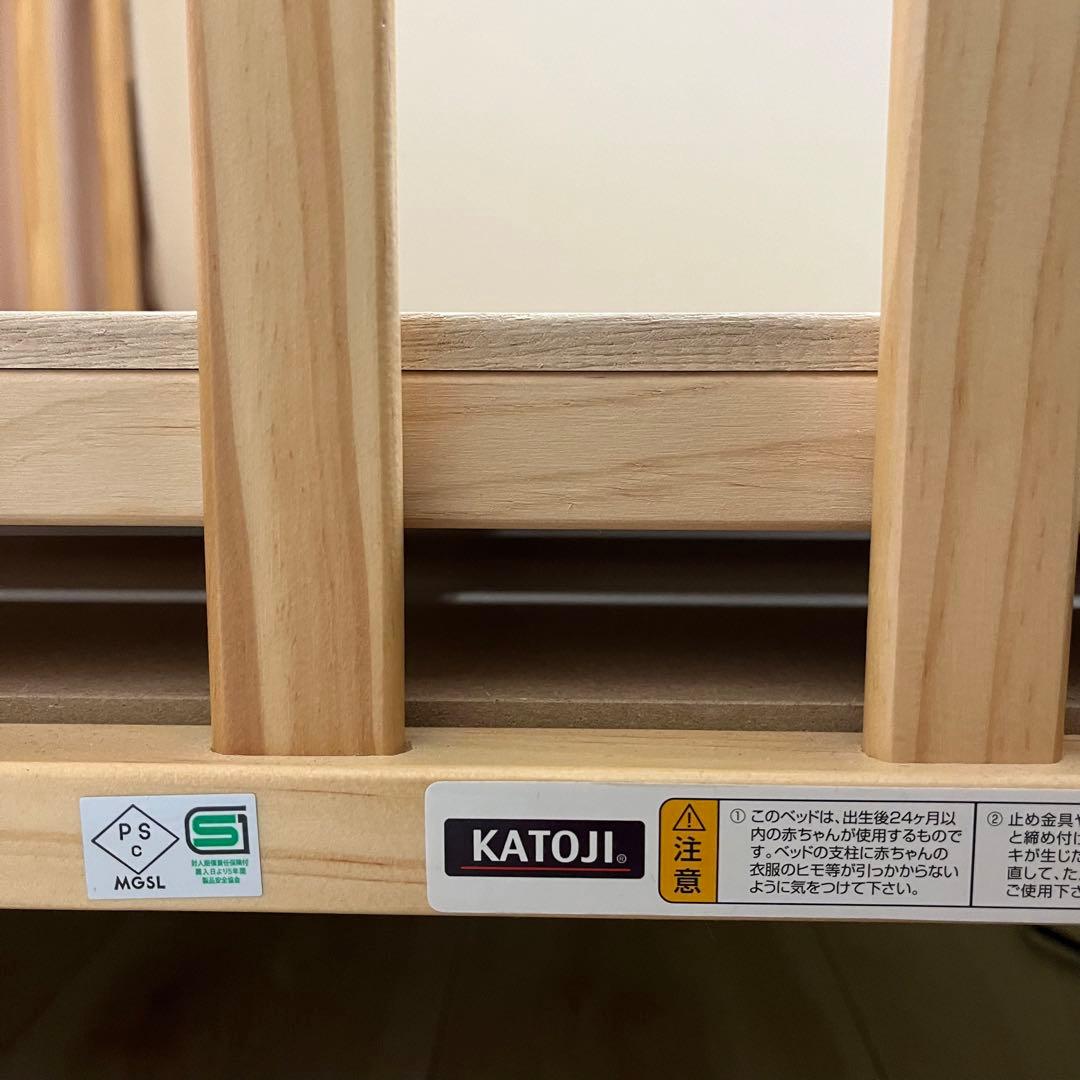 PS
C
MGSL
SG
対人賠償責任保険付
購入日より5年間
製品安全協会
KATOJI®
注意
① このベッドは、出生後24ヶ月以
内の赤ちゃんが使用するもので
す。ベッドの支柱に赤ちゃんの
衣服のヒモ等が引っかからない
ように気をつけて下さい。
② 止め金具や
と締め付け
キが生じた
直して、た
ご使用下さ